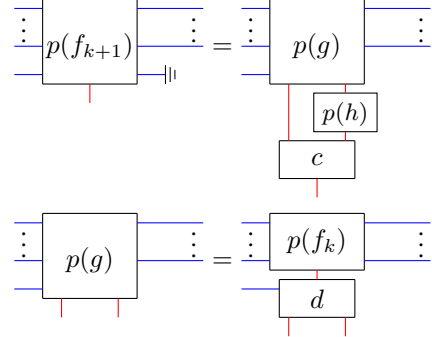 ⋮ p(f_{k+1}) ⋮ = p(g) ⋮
p(h)
c
⋮ p(g) ⋮ = ⋮ p(f_k) ⋮
d